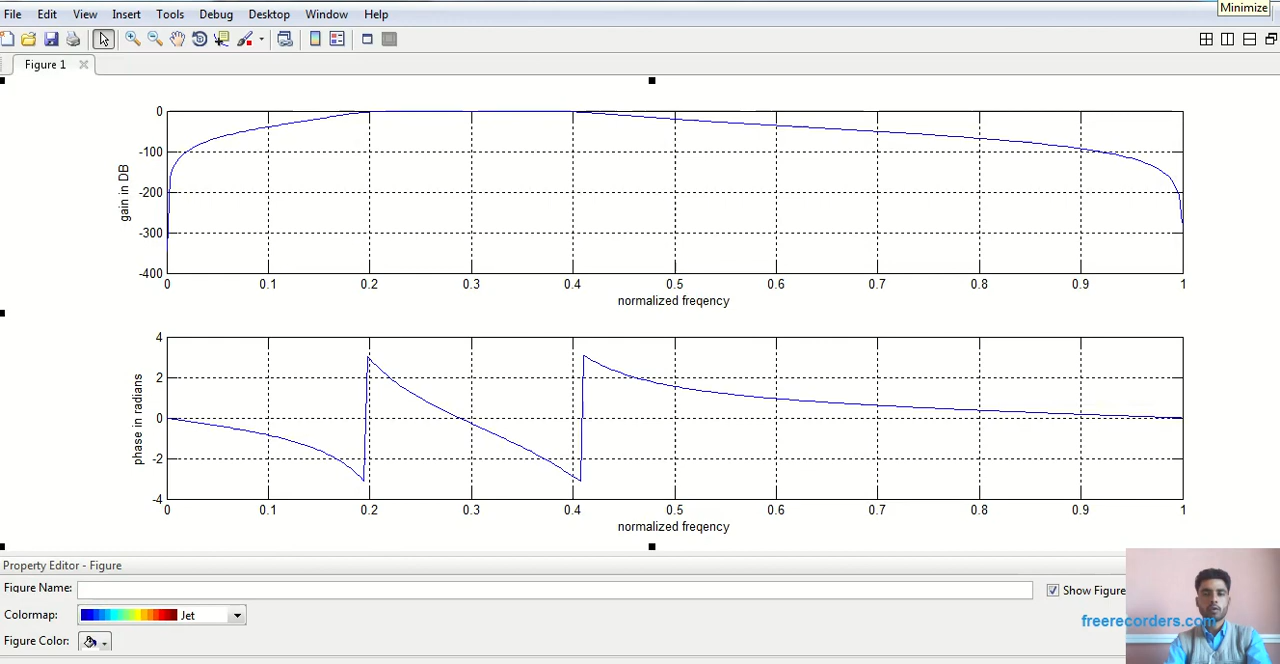 Minimize
File Edit View Insert Tools Debug Desktop Window Help
Figure 1
0
-100
-200
-300
-400
gain in DB
0 0.1 0.2 0.3 0.4 0.5 0.6 0.7 0.8 0.9 1
normalized freqency
4
2
0
-2
-4
phase in radians
0 0.1 0.2 0.3 0.4 0.5 0.6 0.7 0.8 0.9 1
normalized freqency
Property Editor - Figure
Figure Name:
Show Figure
Colormap: Jet
freerecorders.com
Figure Color: